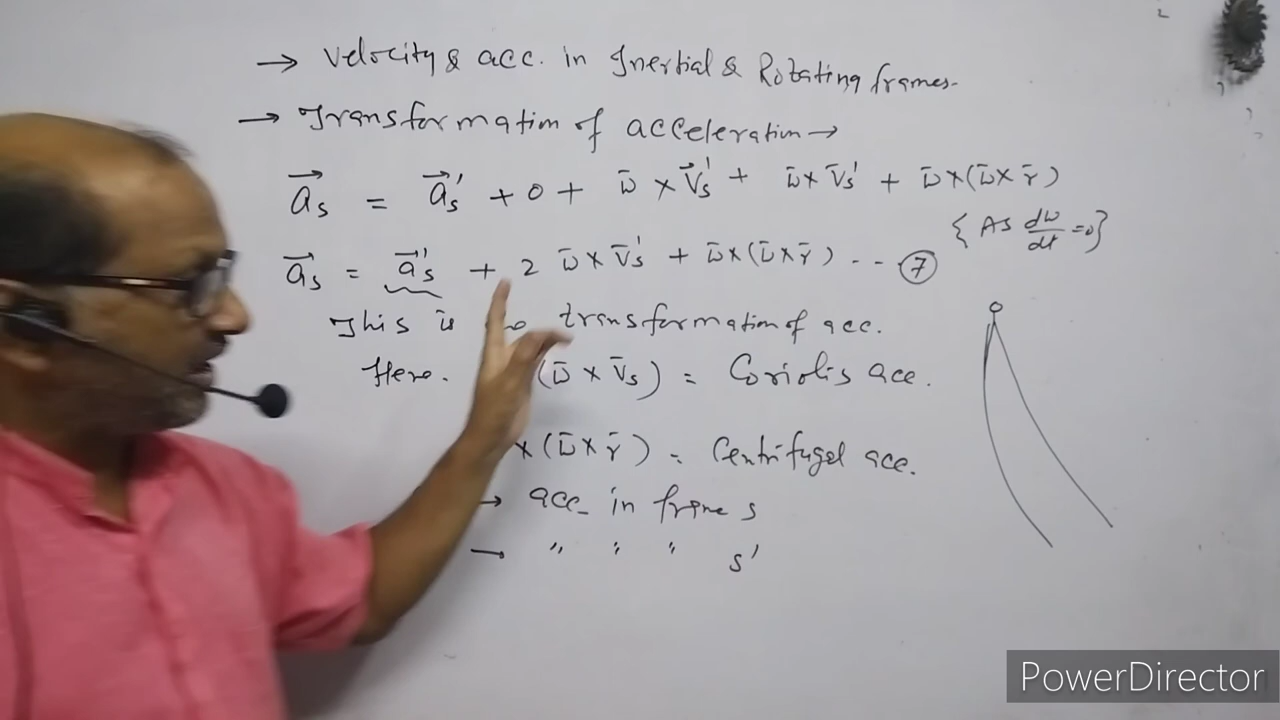 → Velocity & acc. in Inertial & Rotating frames.
→ Transformation of acceleration →
a⃗s = a⃗s' + 0 + ω̄ × v⃗s' + ω̄ × v̄s' + ω̄ × (ω̄ × r̄)
{ As dω/dt = 0 }
a⃗s = a⃗s' + 2 ω̄ × v̄s' + ω̄ × (ω̄ × r̄) -- (7)
This is transformation of acc.
Here. (ω̄ × v̄s) = Coriolis acc.
× (ω̄ × r̄) = Centrifugal acc.
→ acc in frame s
→ " " " s'
PowerDirector